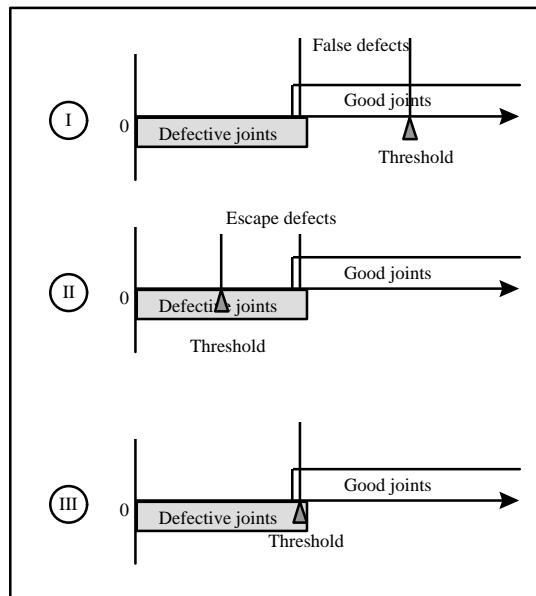 False defects
Good joints
I
0
Defective joints
Threshold
Escape defects
Good joints
II
0
Defective joints
Threshold
Good joints
III
0
Defective joints
Threshold